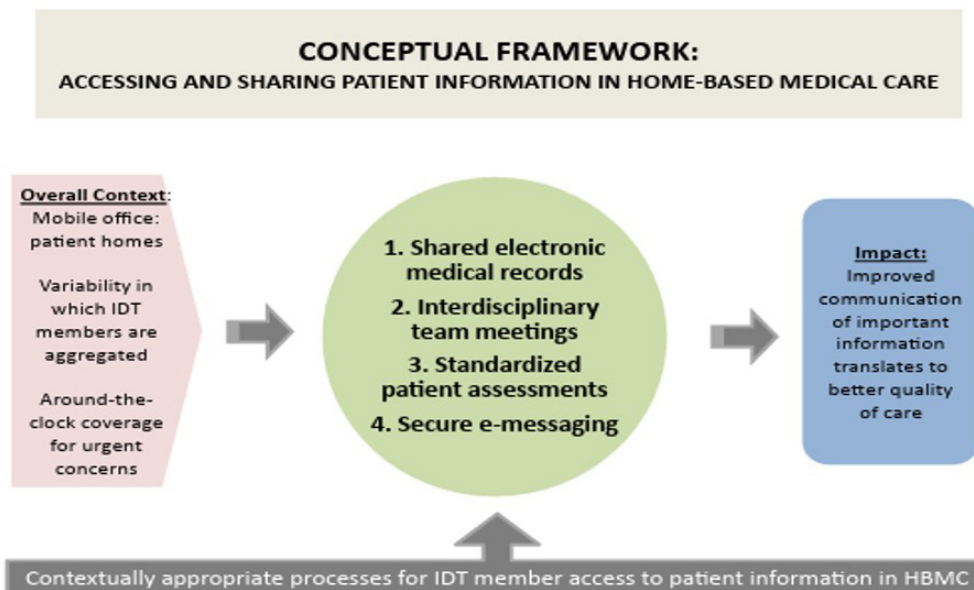 CONCEPTUAL FRAMEWORK:
ACCESSING AND SHARING PATIENT INFORMATION IN HOME-BASED MEDICAL CARE
Overall Context:
Mobile office:
patient homes
Variability in
which IDT
members are
aggregated
Around-the-
clock coverage
for urgent
concerns
1. Shared electronic
medical records
2. Interdisciplinary
team meetings
3. Standardized
patient assessments
4. Secure e-messaging
Impact:
Improved
communication
of important
information
translates to
better quality
of care
Contextually appropriate processes for IDT member access to patient information in HBMC